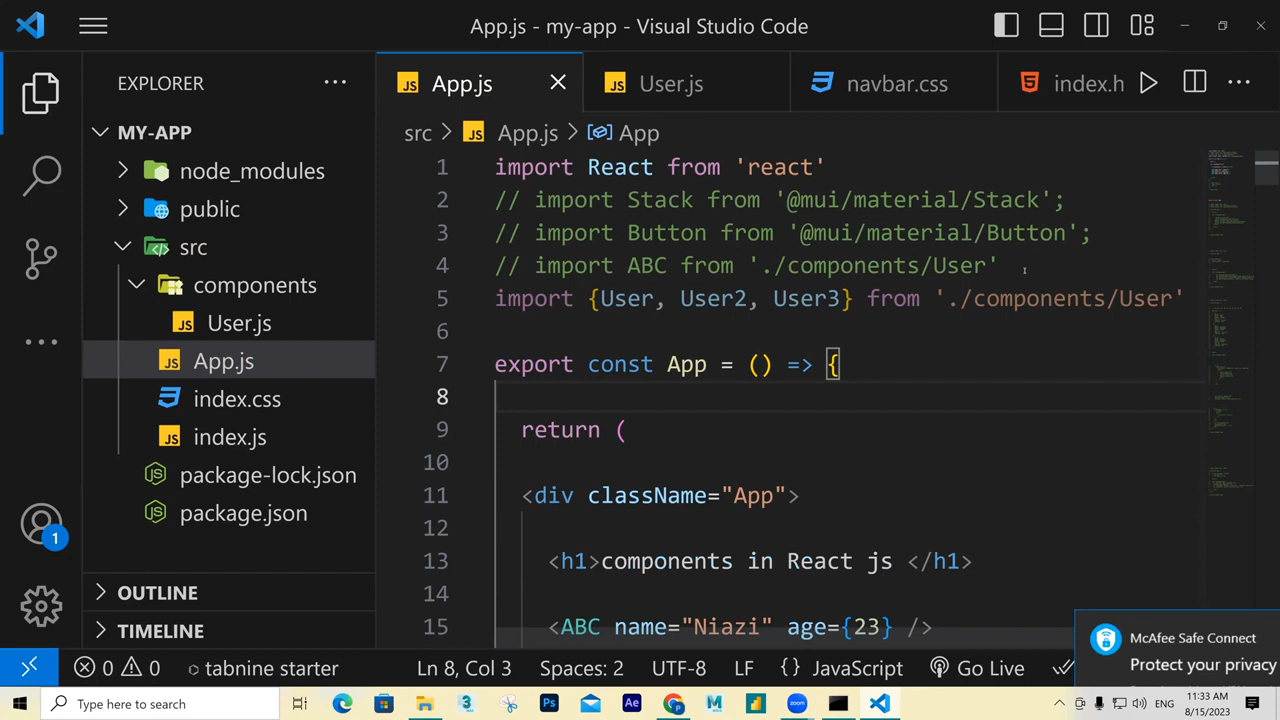 App.js - my-app - Visual Studio Code
EXPLORER
MY-APP
node_modules
public
src
components
User.js
App.js
index.css
index.js
package-lock.json
package.json
OUTLINE
TIMELINE
App.js
User.js
navbar.css
index.h
src > App.js > App
1 import React from 'react'
2 // import Stack from '@mui/material/Stack';
3 // import Button from '@mui/material/Button';
4 // import ABC from './components/User'
5 import {User, User2, User3} from './components/User'
6
7 export const App = () => {
8
9 return (
10
11 <div className="App">
12
13 <h1>components in React js </h1>
14
15 <ABC name="Niazi" age={23} />
McAfee Safe Connect
Protect your privacy
1
0 0 tabnine starter Ln 8, Col 3 Spaces: 2 UTF-8 LF {} JavaScript Go Live
Type here to search
Ps
Ae
zoom
ENG
11:33 AM
8/15/2023